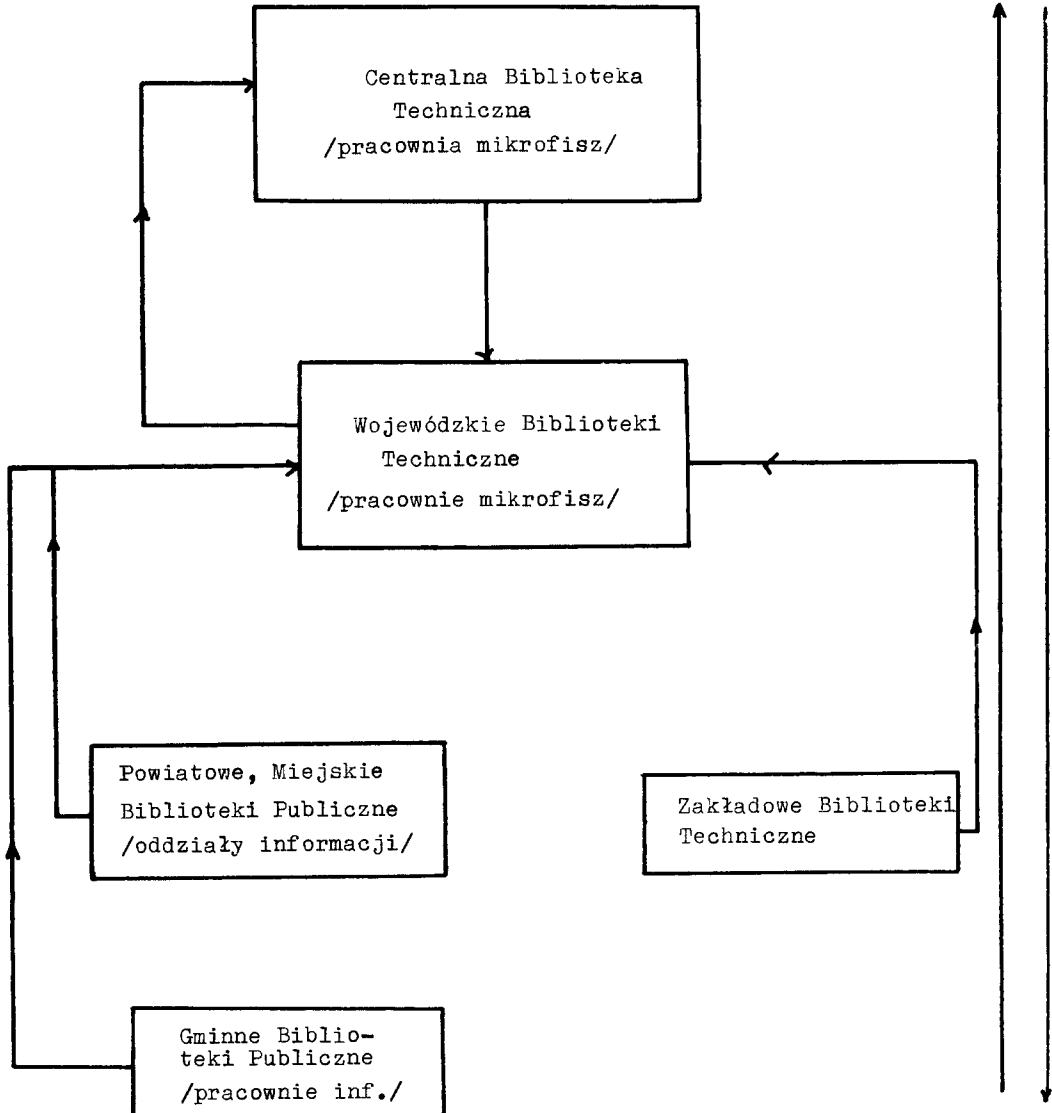 Centralna Biblioteka
Techniczna
/pracownia mikrofisz/
Wojewódzkie Biblioteki
Techniczne
/pracownie mikrofisz/
Powiatowe, Miejskie
Biblioteki Publiczne
/oddziały informacji/
Zakładowe Biblioteki
Techniczne
Gminne Biblio-
teki Publiczne
/pracownie inf./